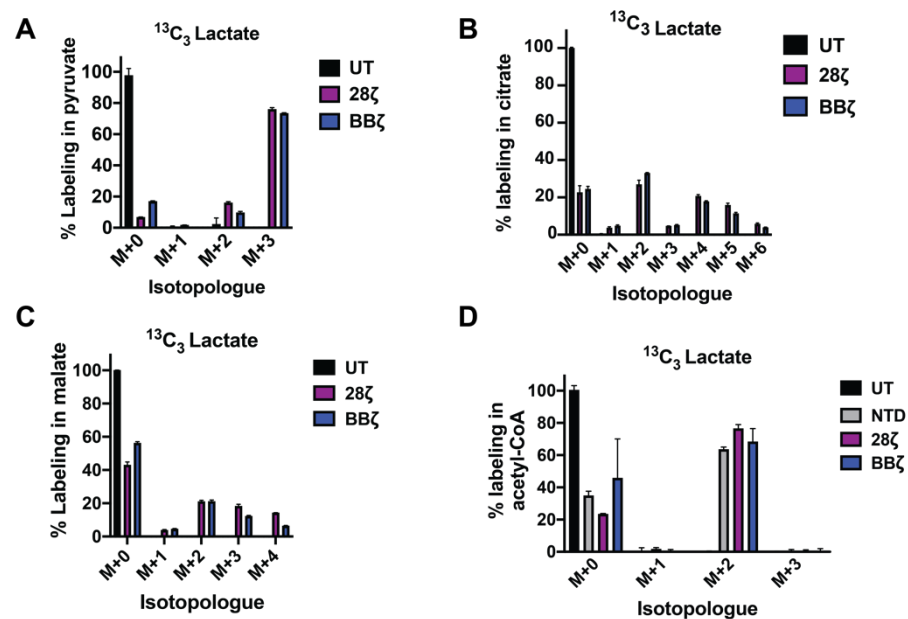 A
¹³C₃ Lactate
% Labeling in pyruvate
100
80
60
40
20
0
M+0
M+1
M+2
M+3
Isotopologue
UT
28ζ
BBζ
B
¹³C₃ Lactate
% labeling in citrate
100
80
60
40
20
0
M+0
M+1
M+2
M+3
M+4
M+5
M+6
Isotopologue
UT
28ζ
BBζ
C
¹³C₃ Lactate
% Labeling in malate
100
80
60
40
20
0
M+0
M+1
M+2
M+3
M+4
Isotopologue
UT
28ζ
BBζ
D
¹³C₃ Lactate
% labeling in
acetyl-CoA
100
80
60
40
20
0
M+0
M+1
M+2
M+3
Isotopologue
UT
NTD
28ζ
BBζ